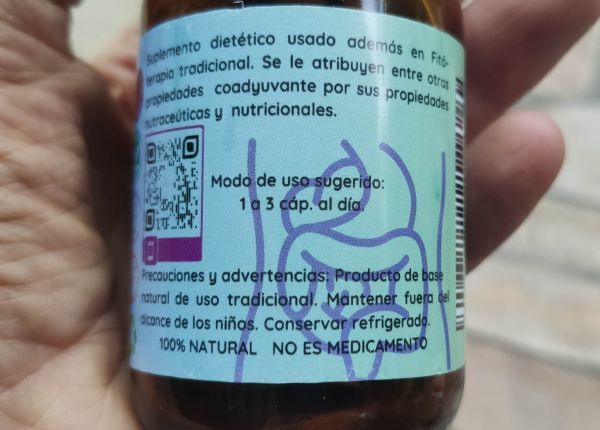 Suplemento dietético usado además en Fitó-
terapia tradicional. Se le atribuyen entre otras
propiedades coadyuvante por sus propiedades
nutraceúticas y nutricionales.
Modo de uso sugerido:
1 a 3 cáp. al día.
Precauciones y advertencias: Producto de base
natural de uso tradicional. Mantener fuera del
alcance de los niños. Conservar refrigerado.
100% NATURAL NO ES MEDICAMENTO